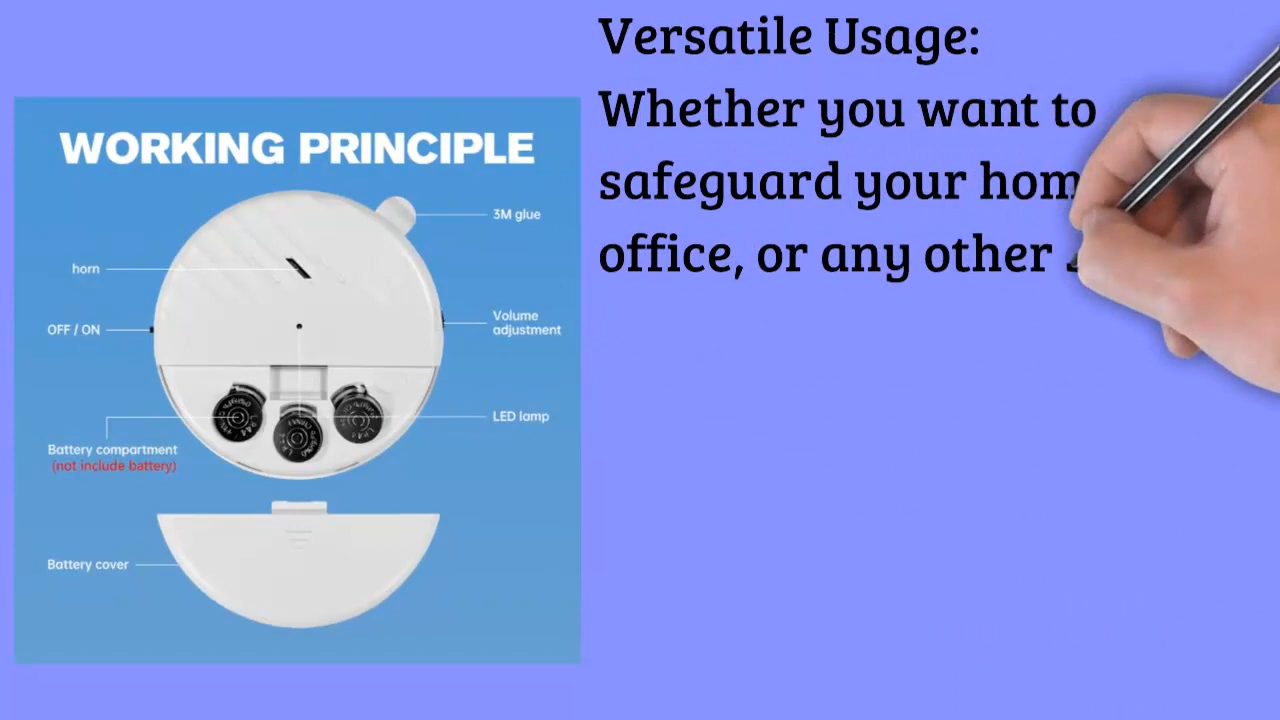 Versatile Usage:
Whether you want to
safeguard your hom
office, or any other
WORKING PRINCIPLE
3M glue
horn
OFF / ON
Volume
adjustment
LED lamp
Battery compartment
(not include battery)
Battery cover